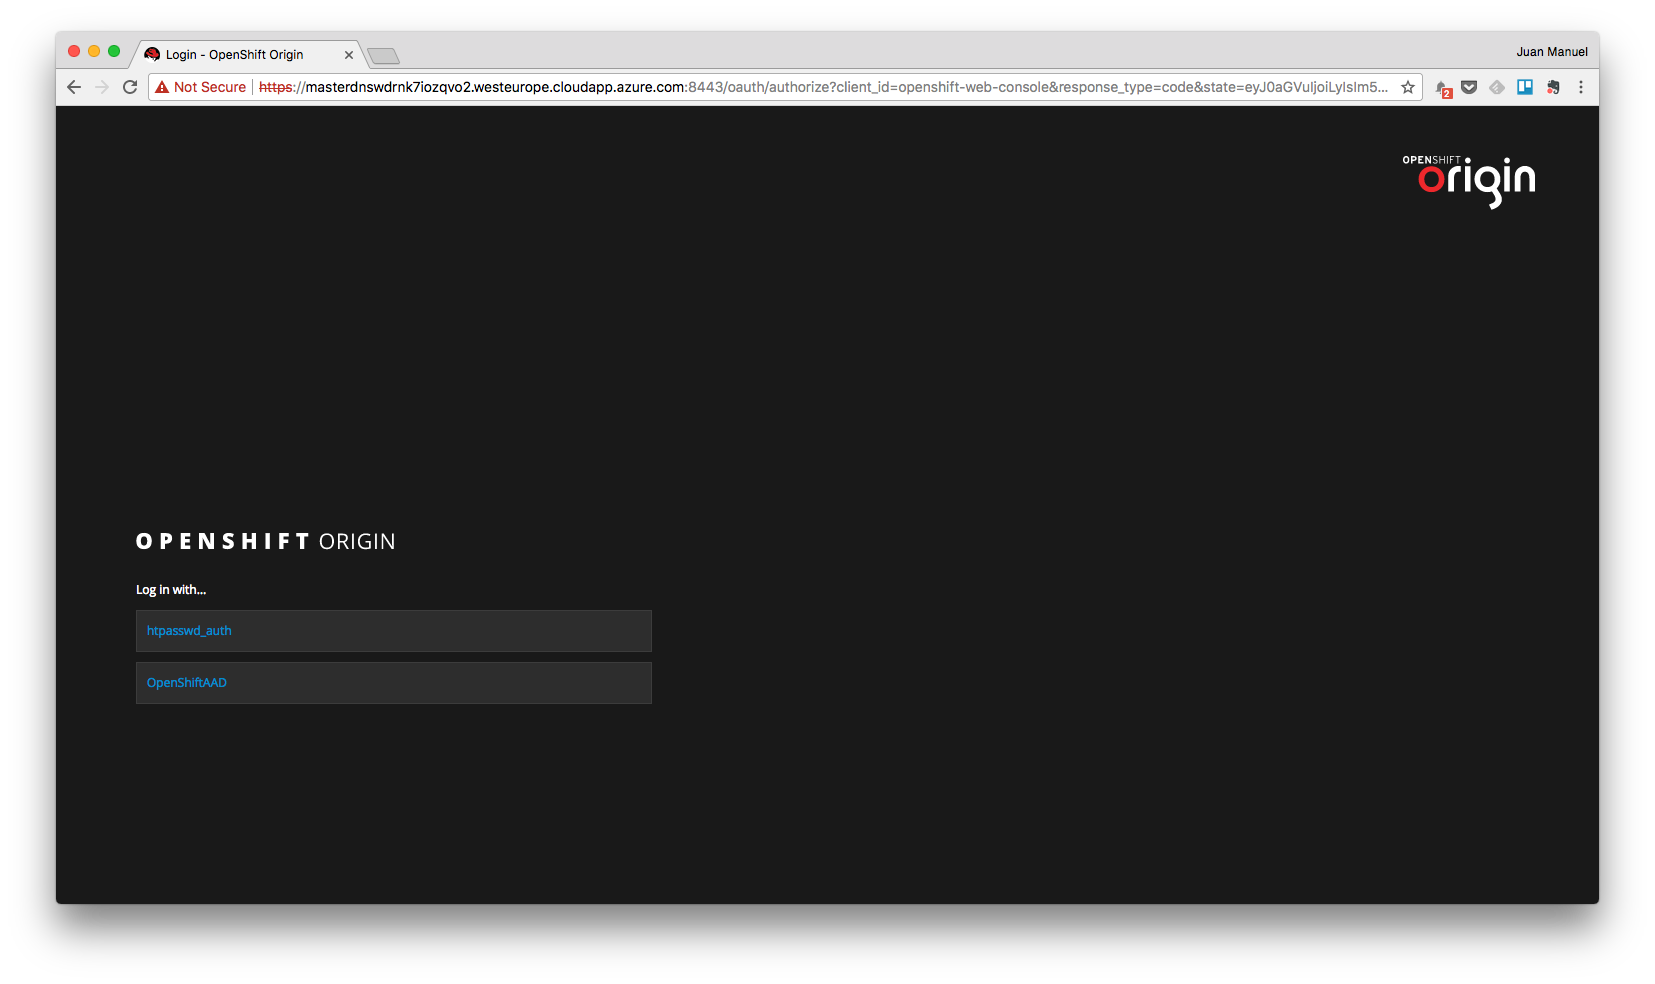 Login - OpenShift Origin
Juan Manuel
Not Secure https://masterdnswdrnk7iozqvo2.westeurope.cloudapp.azure.com:8443/oauth/authorize?client_id=openshift-web-console&response_type=code&state=eyJ0aGVuIjoiLyIsIm5...
2
OPENSHIFT
origin
OPENSHIFT ORIGIN
Log in with...
htpasswd_auth
OpenShiftAAD